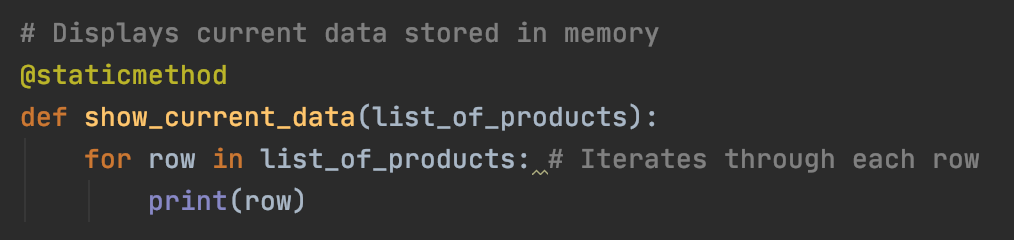 # Displays current data stored in memory
@staticmethod
def show_current_data(list_of_products):
    for row in list_of_products: # Iterates through each row
        print(row)